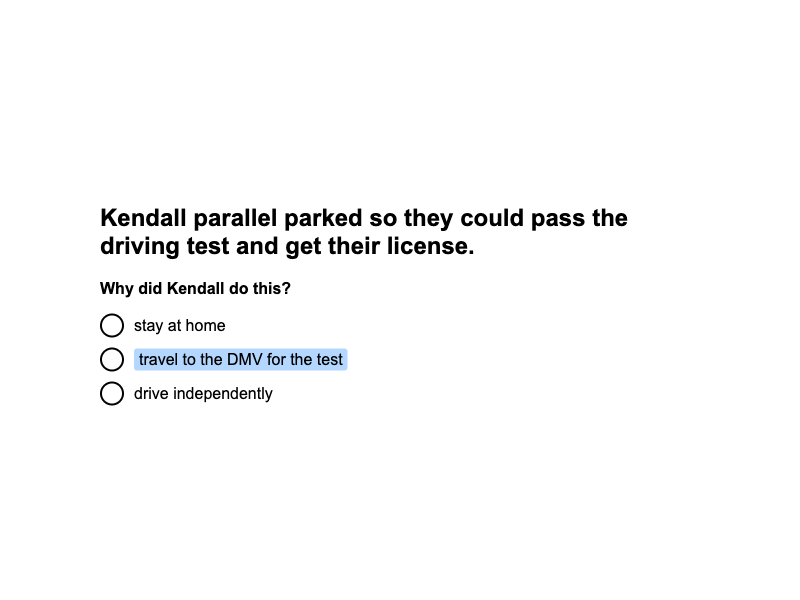 Kendall parallel parked so they could pass the
driving test and get their license.
Why did Kendall do this?
stay at home
travel to the DMV for the test
drive independently